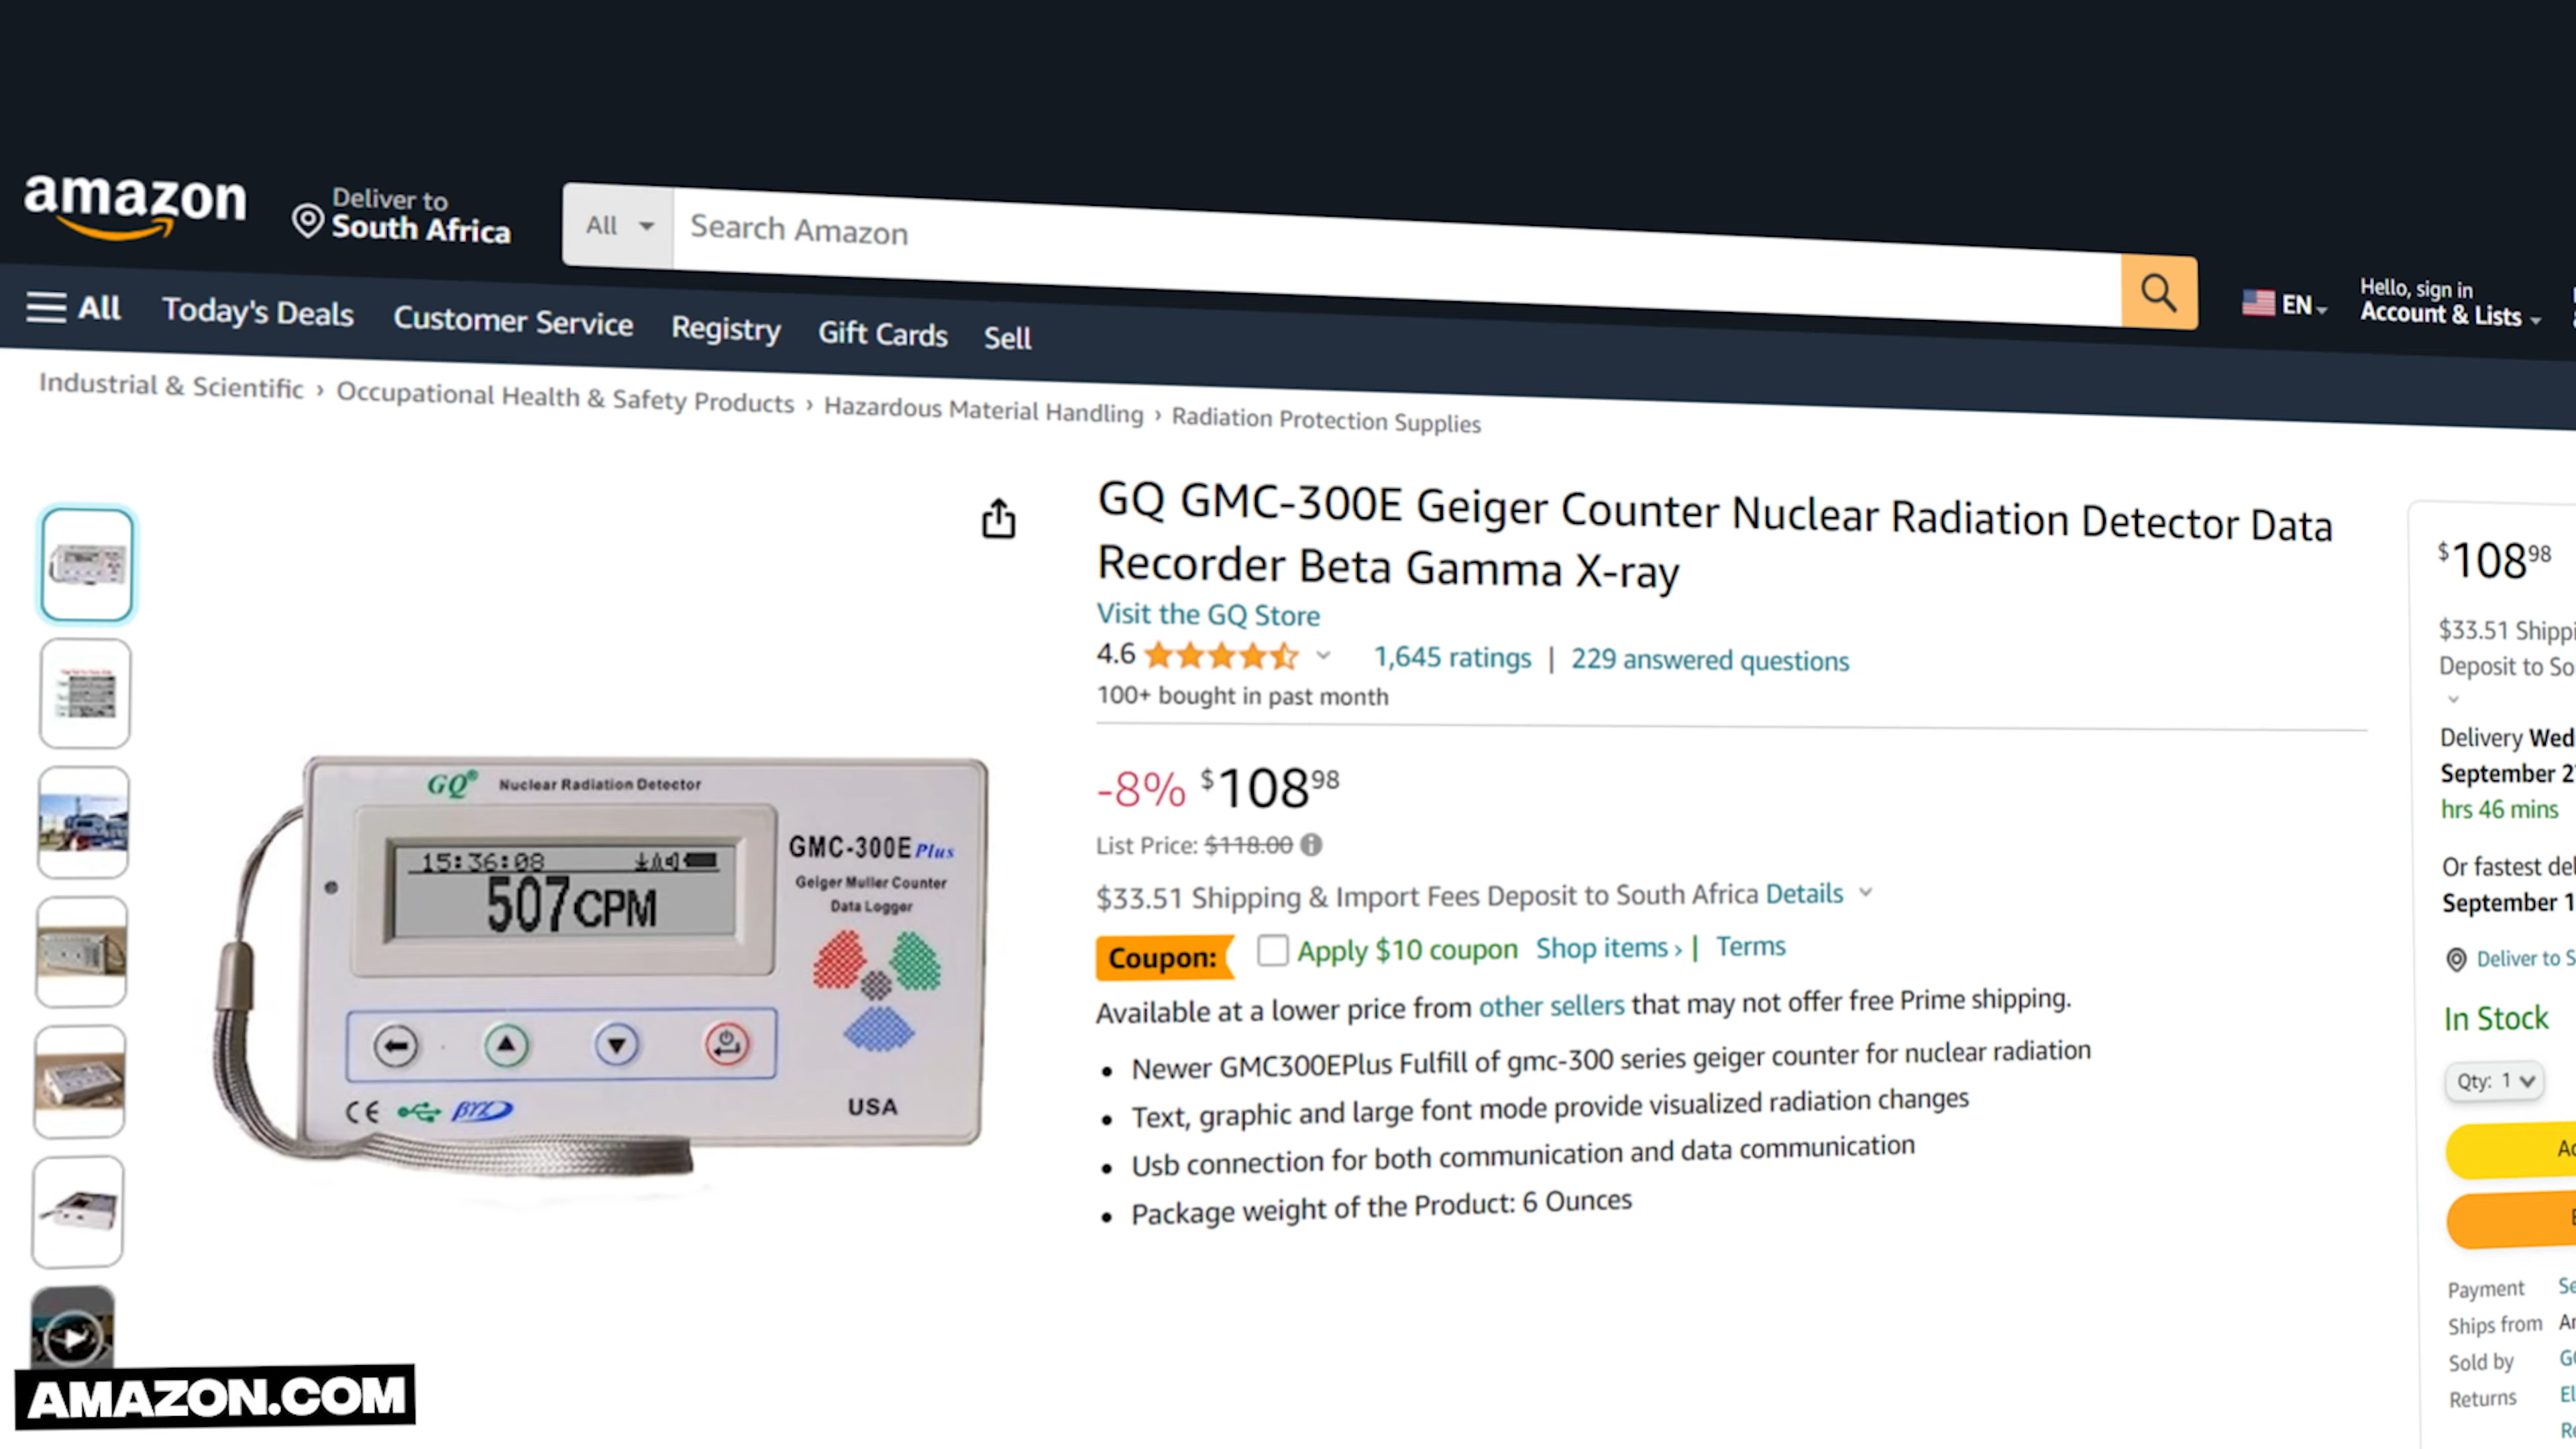 amazon
Deliver to
South Africa
All
Search Amazon
EN
Hello, sign in
Account & Lists
All
Today's Deals
Customer Service
Registry
Gift Cards
Sell
Industrial & Scientific › Occupational Health & Safety Products › Hazardous Material Handling › Radiation Protection Supplies
GQ GMC-300E Geiger Counter Nuclear Radiation Detector Data
Recorder Beta Gamma X-ray
Visit the GQ Store
4.6
1,645 ratings | 229 answered questions
100+ bought in past month
-8% $108 98
List Price: $118.00
$33.51 Shipping & Import Fees Deposit to South Africa Details
Coupon: Apply $10 coupon Shop items › | Terms
Available at a lower price from other sellers that may not offer free Prime shipping.
• Newer GMC300EPlus Fulfill of gmc-300 series geiger counter for nuclear radiation
• Text, graphic and large font mode provide visualized radiation changes
• Usb connection for both communication and data communication
• Package weight of the Product: 6 Ounces
GQ® Nuclear Radiation Detector
15:36:08
507CPM
GMC-300E Plus
Geiger Muller Counter
Data Logger
CE βγχ
USA
$108 98
$33.51
Deposit to
Delivery Wed
September
hrs 46 mins
Or fastest
September
Deliver to
In Stock
Qty: 1
Payment
Ships from
Sold by
Returns
AMAZON.COM